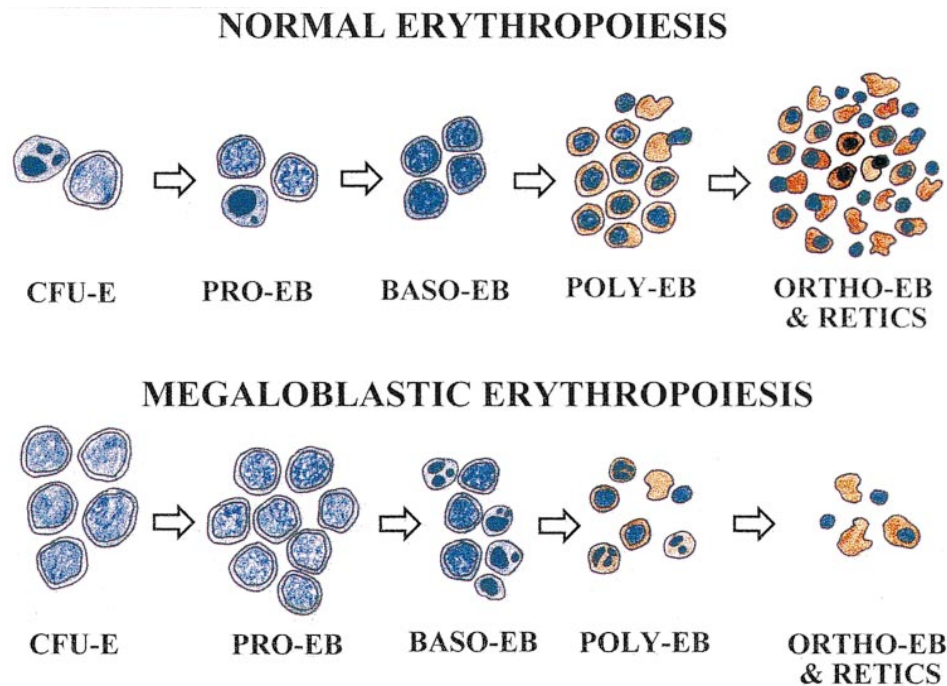 NORMAL ERYTHROPOIESIS
CFU-E
PRO-EB
BASO-EB
POLY-EB
ORTHO-EB
& RETICS
MEGALOBLASTIC ERYTHROPOIESIS
CFU-E
PRO-EB
BASO-EB
POLY-EB
ORTHO-EB
& RETICS